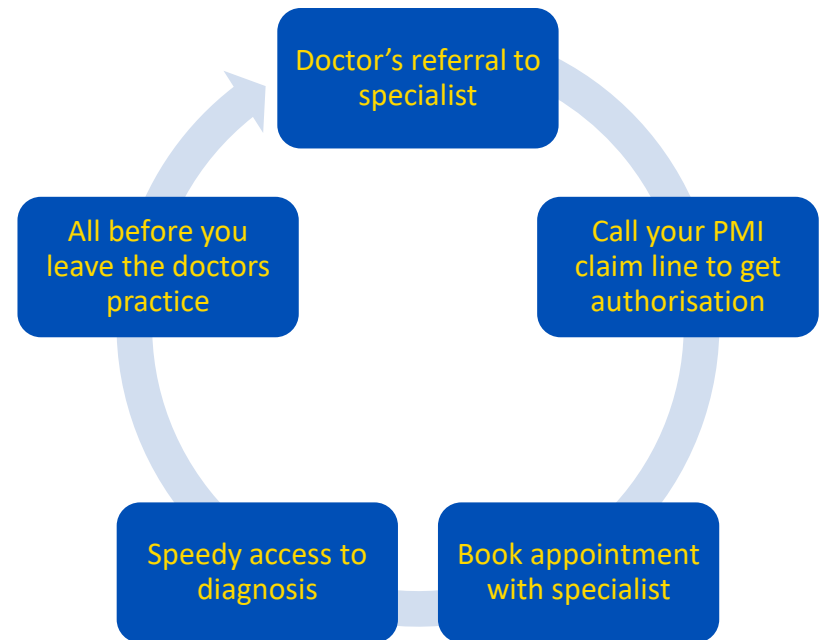 Doctor’s referral to
specialist
Call your PMI
claim line to get
authorisation
Book appointment
with specialist
Speedy access to
diagnosis
All before you
leave the doctors
practice